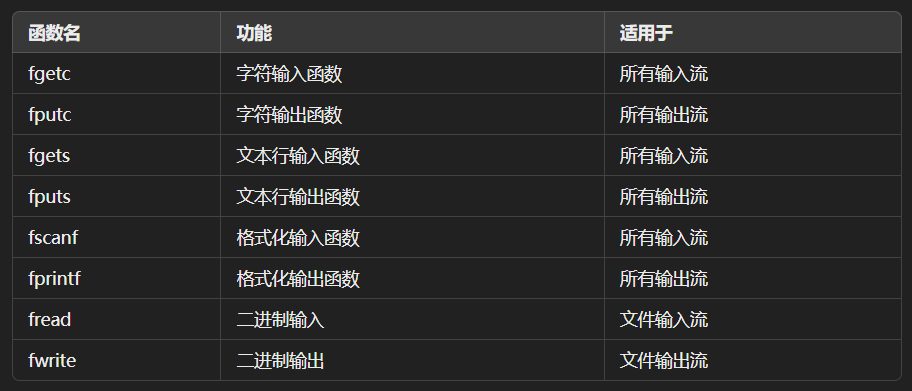 函数名 功能 适用于
fgetc 字符输入函数 所有输入流
fputc 字符输出函数 所有输出流
fgets 文本行输入函数 所有输入流
fputs 文本行输出函数 所有输出流
fscanf 格式化输入函数 所有输入流
fprintf 格式化输出函数 所有输出流
fread 二进制输入 文件输入流
fwrite 二进制输出 文件输出流